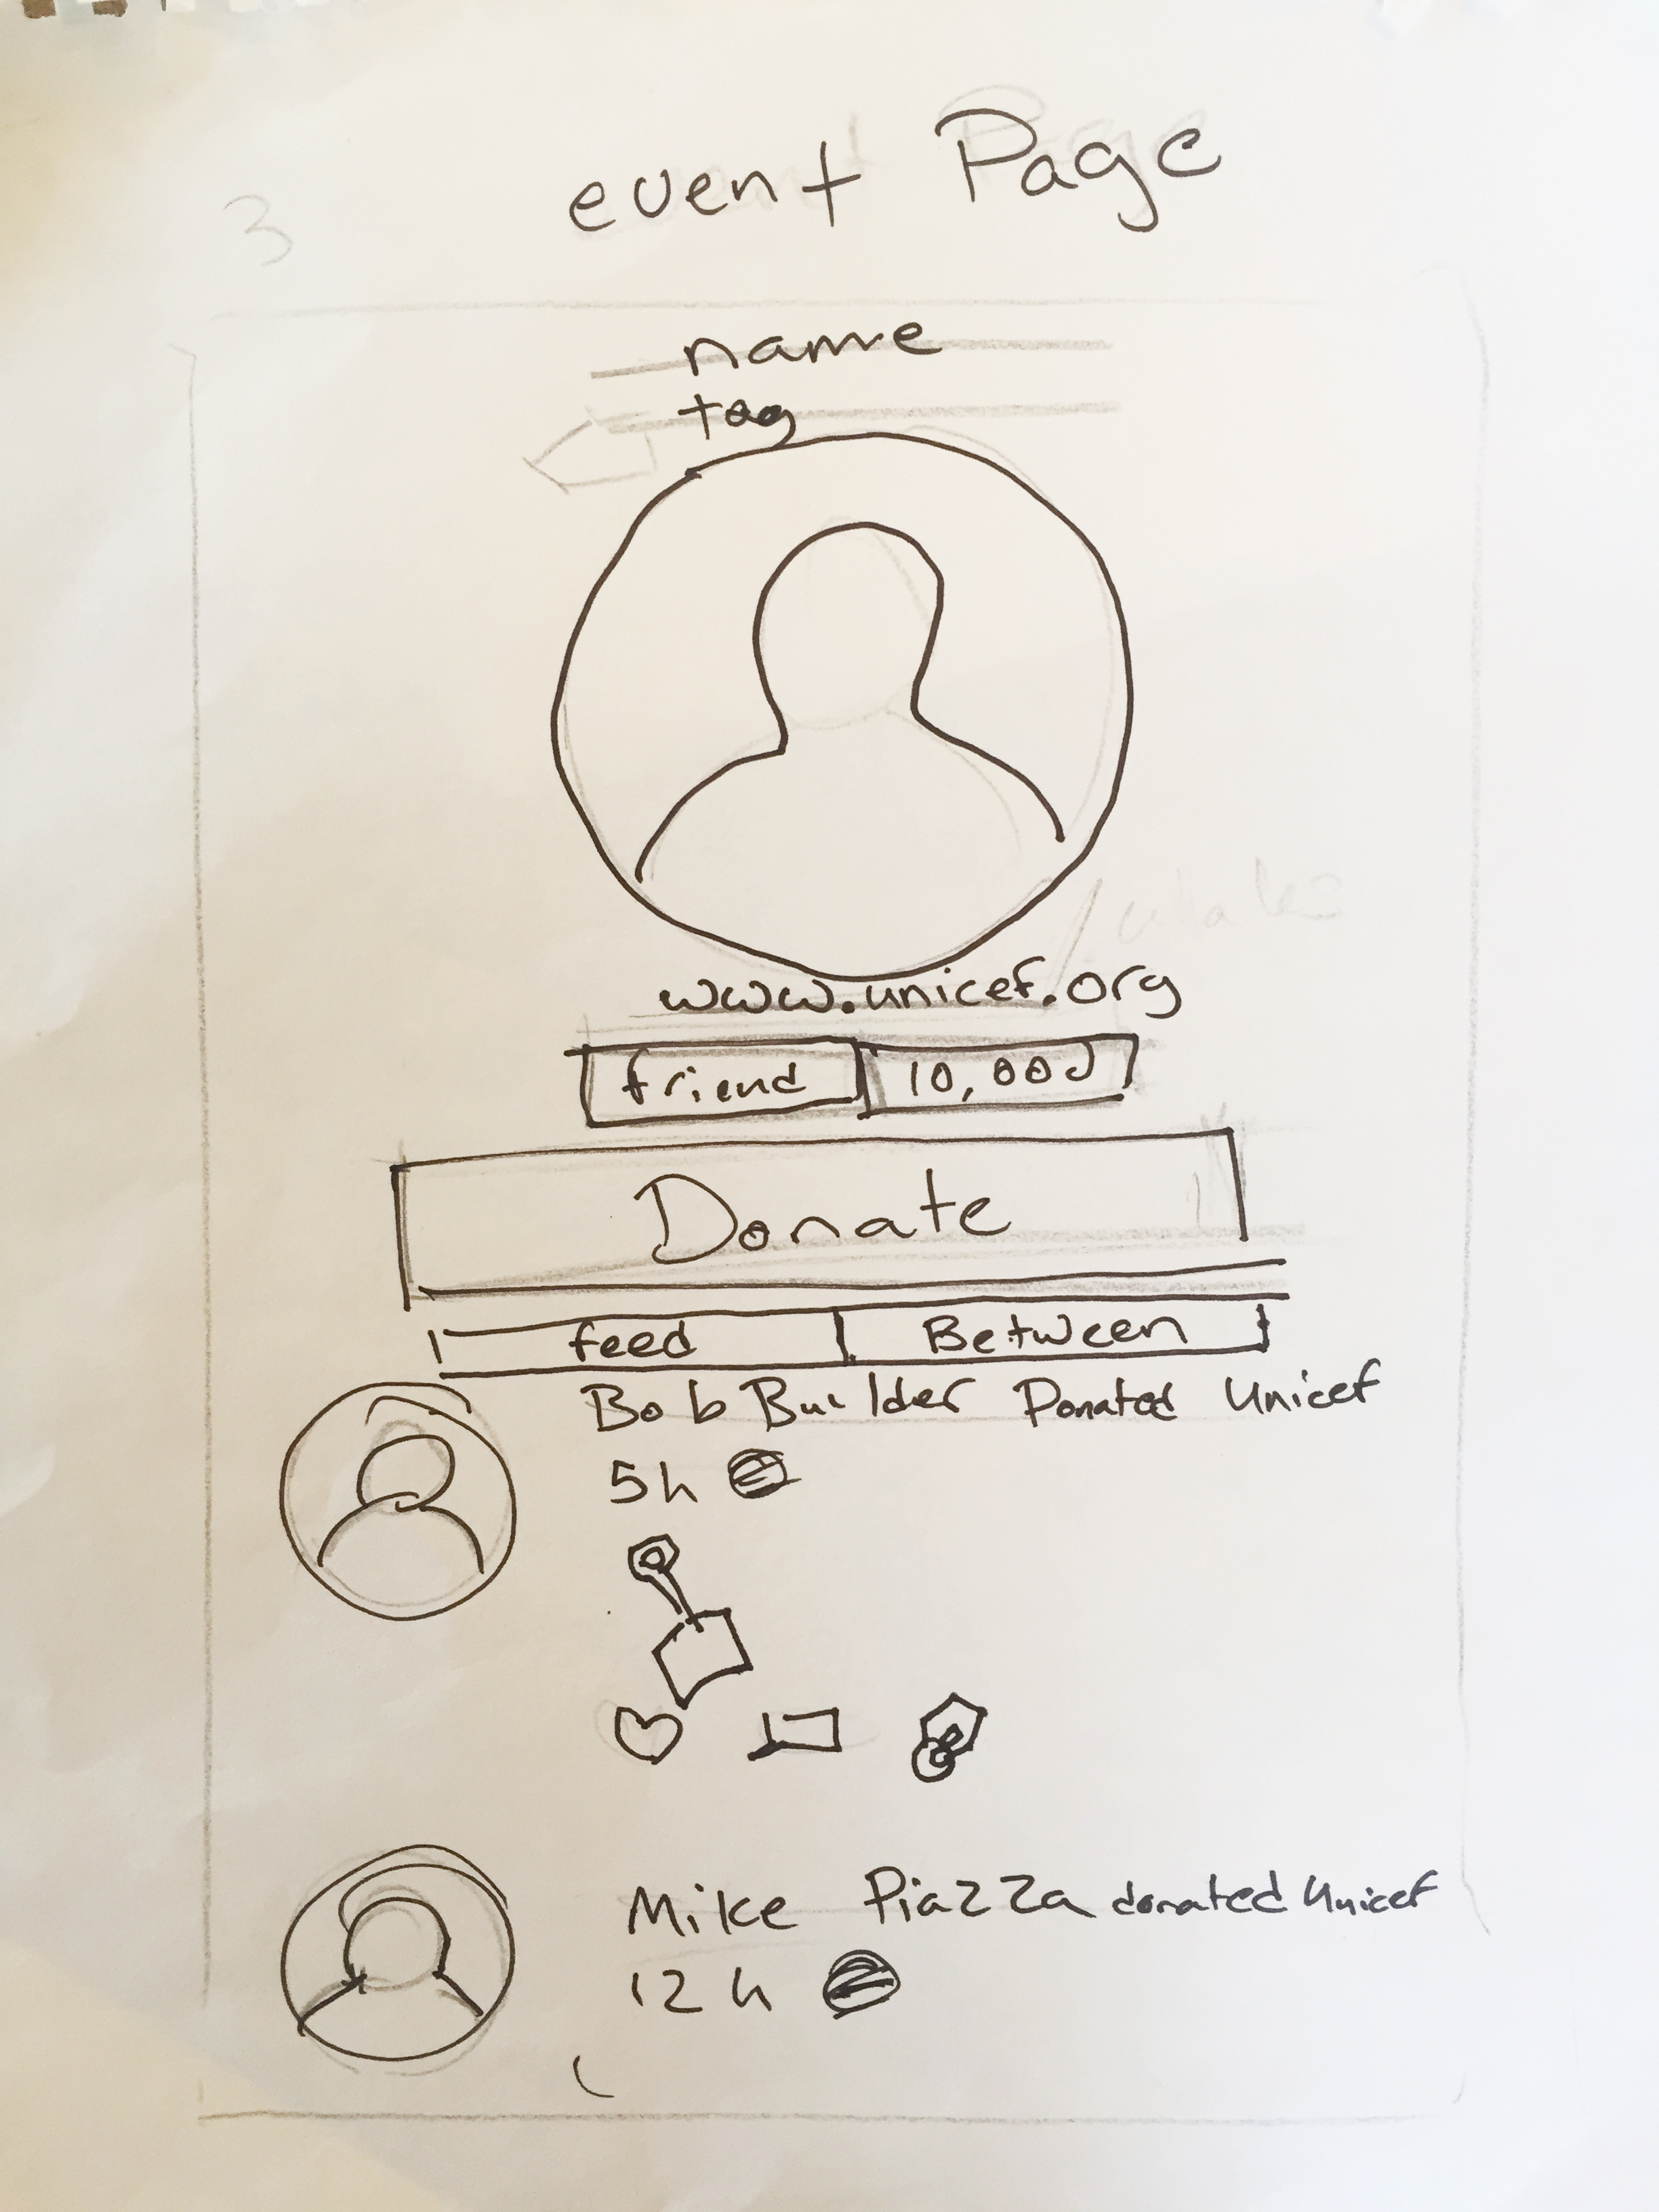 event Page
3
name
tag
www.unicef.org
friend 10,000
Donate
feed Between
Bob Builder Donated Unicef
5h
Mike Piazza donated Unicef
12h